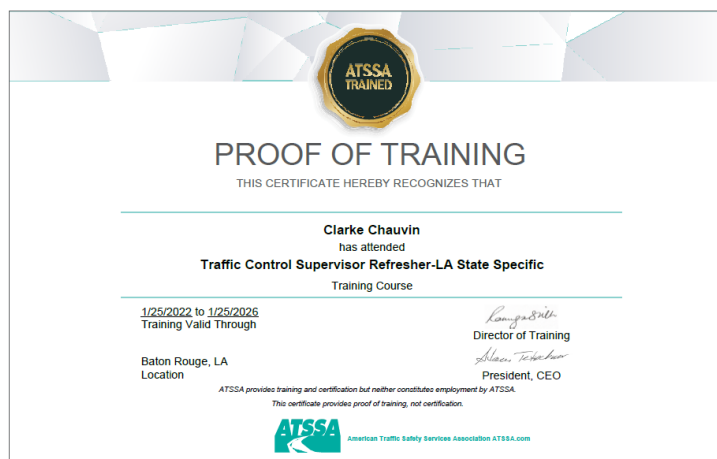 ATSSA
TRAINED
PROOF OF TRAINING
THIS CERTIFICATE HEREBY RECOGNIZES THAT
Clarke Chauvin
has attended
Traffic Control Supervisor Refresher-LA State Specific
Training Course
1/25/2022 to 1/25/2026
Training Valid Through
Director of Training
Baton Rouge, LA
Location
President, CEO
ATSSA provides training and certification but neither constitutes employment by ATSSA.
This certificate provides proof of training, not certification.
ATSSA
American Traffic Safety Services Association ATSSA.com